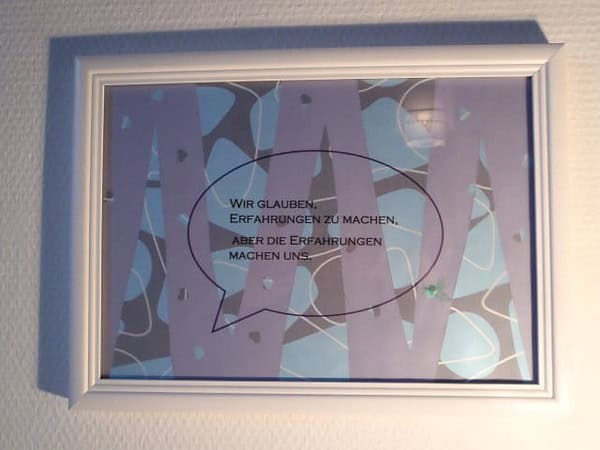 WIR GLAUBEN,
ERFAHRUNGEN ZU MACHEN,
ABER DIE ERFAHRUNGEN
MACHEN UNS.